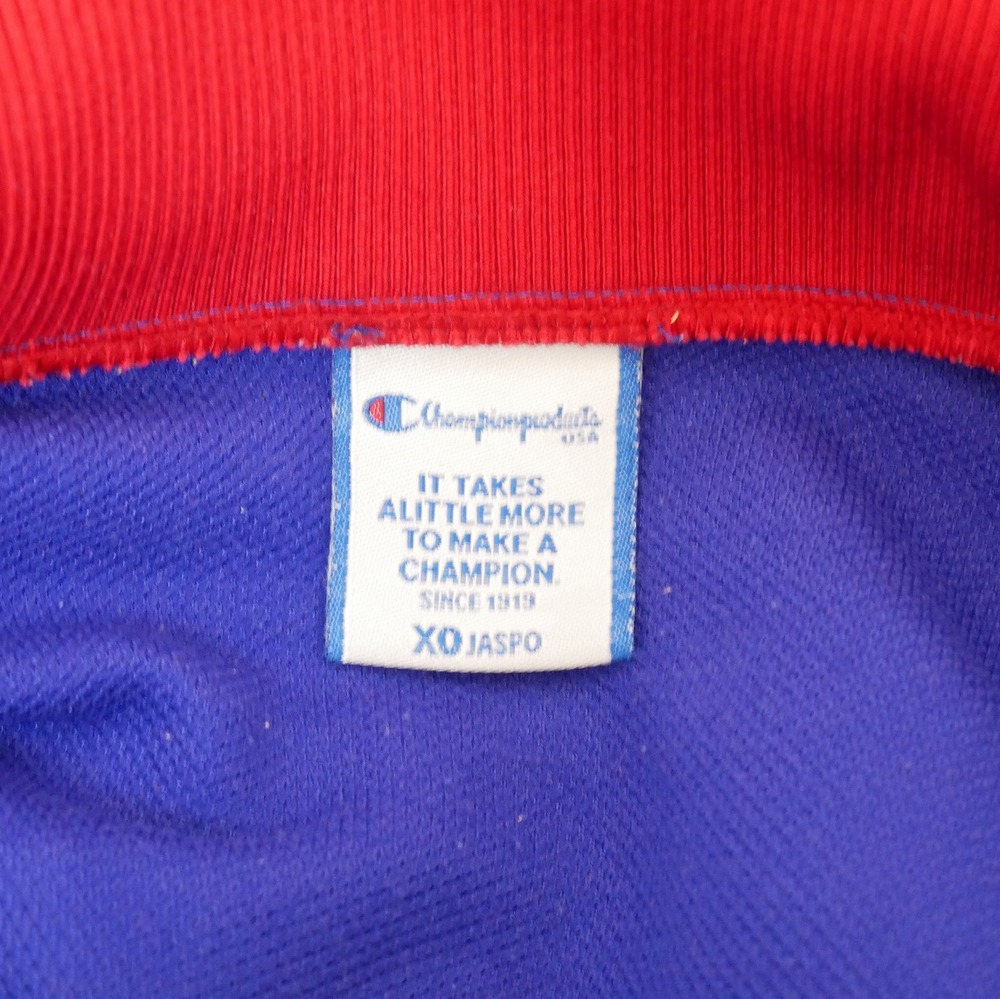 Championproducts
USA
IT TAKES
ALITTLE MORE
TO MAKE A
CHAMPION.
SINCE 1919
XO JASPO